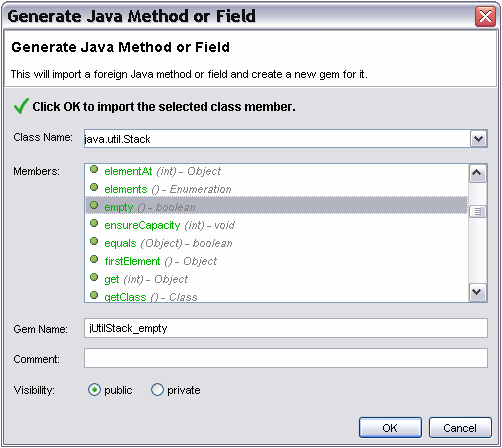 Generate Java Method or Field
Generate Java Method or Field
This will import a foreign Java method or field and create a new gem for it.
Click OK to import the selected class member.
Class Name: java.util.Stack
Members:
elementAt (int) - Object
elements () - Enumeration
empty () - boolean
ensureCapacity (int) - void
equals (Object) - boolean
firstElement () - Object
get (int) - Object
getClass () - Class
Gem Name: jUtilStack_empty
Comment:
Visibility: public private
OK Cancel